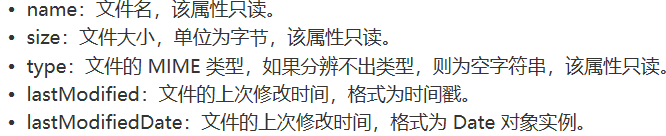 • name：文件名，该属性只读。
• size：文件大小，单位为字节，该属性只读。
• type：文件的 MIME 类型，如果分辨不出类型，则为空字符串，该属性只读。
• lastModified：文件的上次修改时间，格式为时间戳。
• lastModifiedDate：文件的上次修改时间，格式为 Date 对象实例。